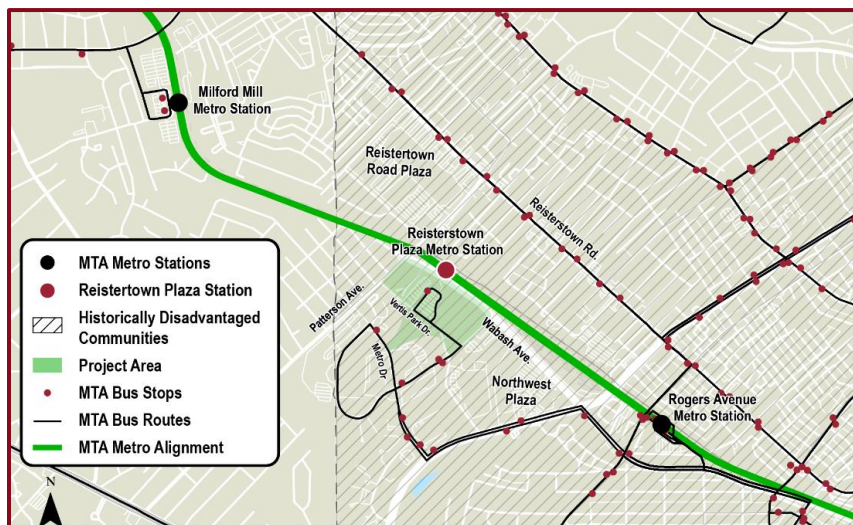 Milford Mill
Metro Station
Reistertown
Road Plaza
Reisterstown
Plaza Metro Station
Reisterstown Rd.
Patterson Ave.
Vertis Park Dr.
Wabash Ave.
Metro Dr
Northwest
Plaza
Rogers Avenue
Metro Station
MTA Metro Stations
Reistertown Plaza Station
Historically Disadvantaged
Communities
Project Area
MTA Bus Stops
MTA Bus Routes
MTA Metro Alignment
N